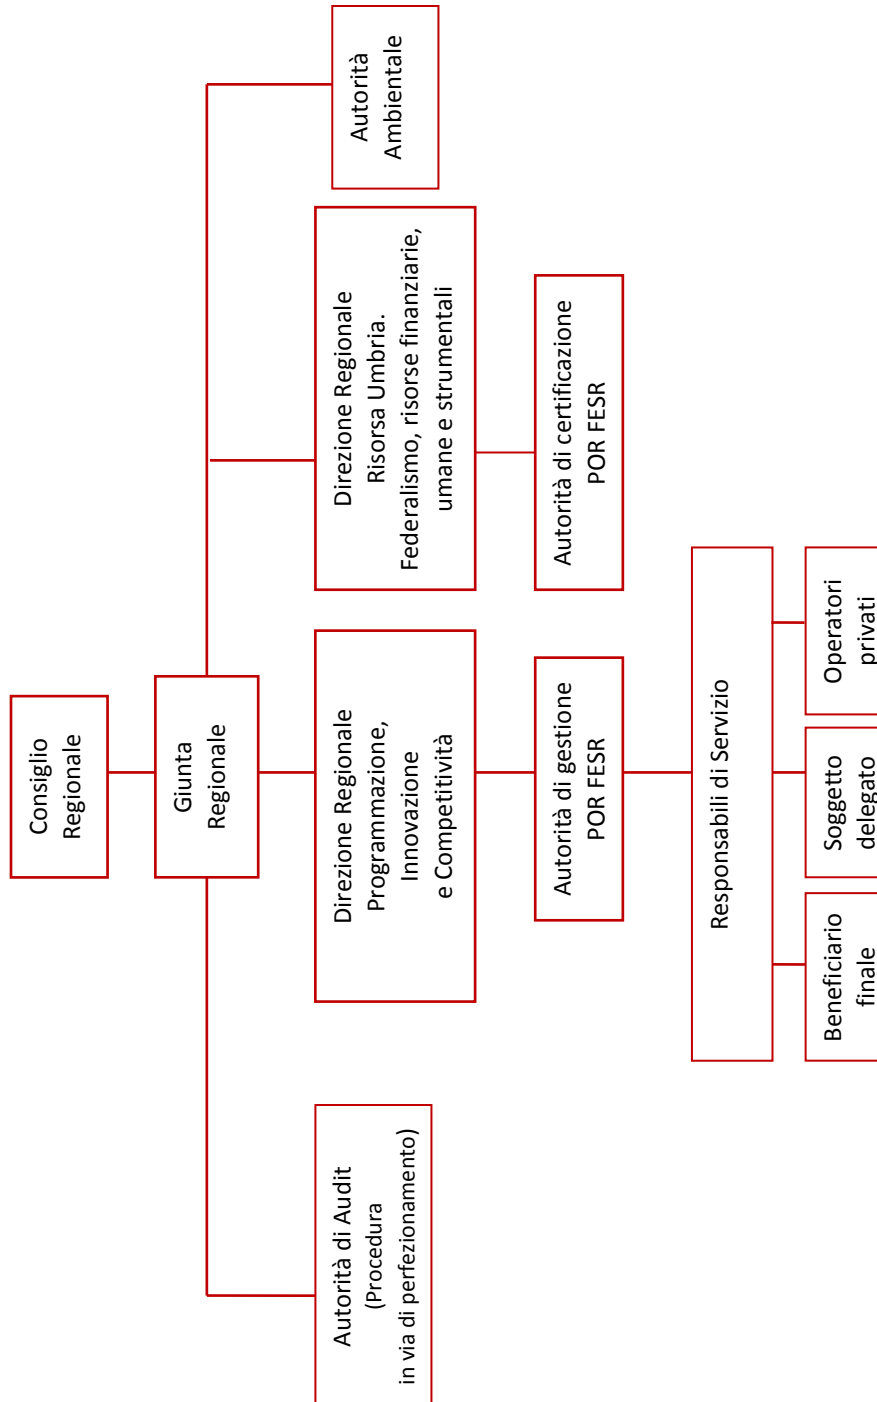 Consiglio
Regionale
Giunta
Regionale
Autorità di Audit
(Procedura
in via di perfezionamento)
Direzione Regionale
Programmazione,
Innovazione
e Competitività
Direzione Regionale
Risorsa Umbria.
Federalismo, risorse finanziarie,
umane e strumentali
Autorità
Ambientale
Autorità di gestione
POR FESR
Autorità di certificazione
POR FESR
Responsabili di Servizio
Beneficiario
finale
Soggetto
delegato
Operatori
privati